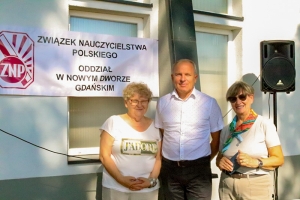 ZNP
ZWIĄZEK NAUCZYCIELSTWA
POLSKIEGO
ODDZIAŁ
W NOWYM DWORZE
GDAŃSKIM